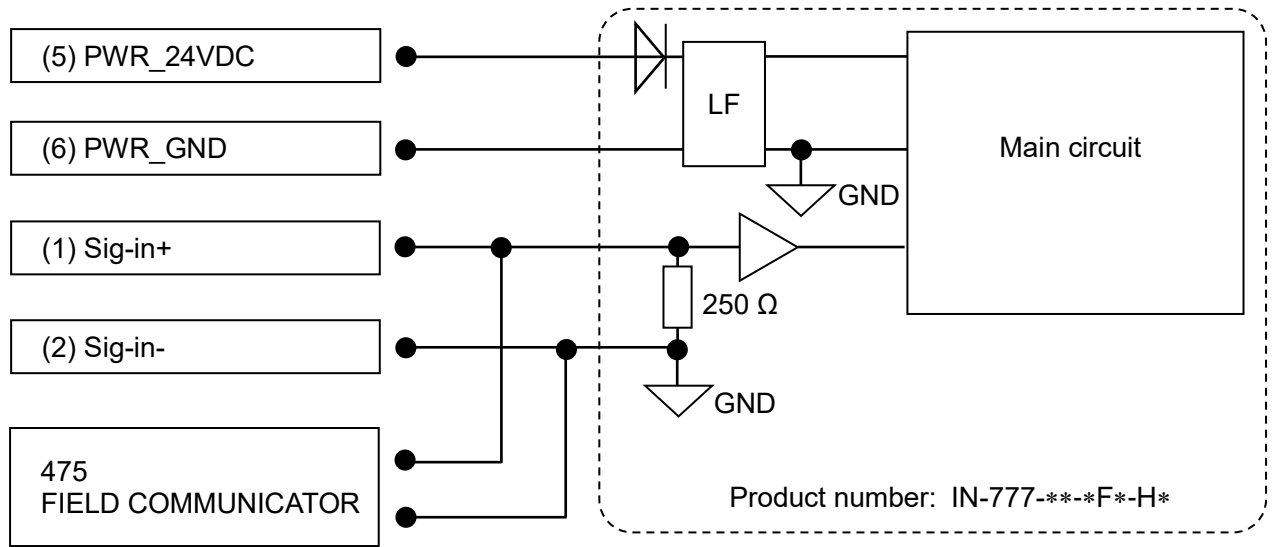 (5) PWR_24VDC
LF
Main circuit
(6) PWR_GND
GND
(1) Sig-in+
250 Ω
(2) Sig-in-
GND
475
FIELD COMMUNICATOR
Product number: IN-777-**-*F*-H*